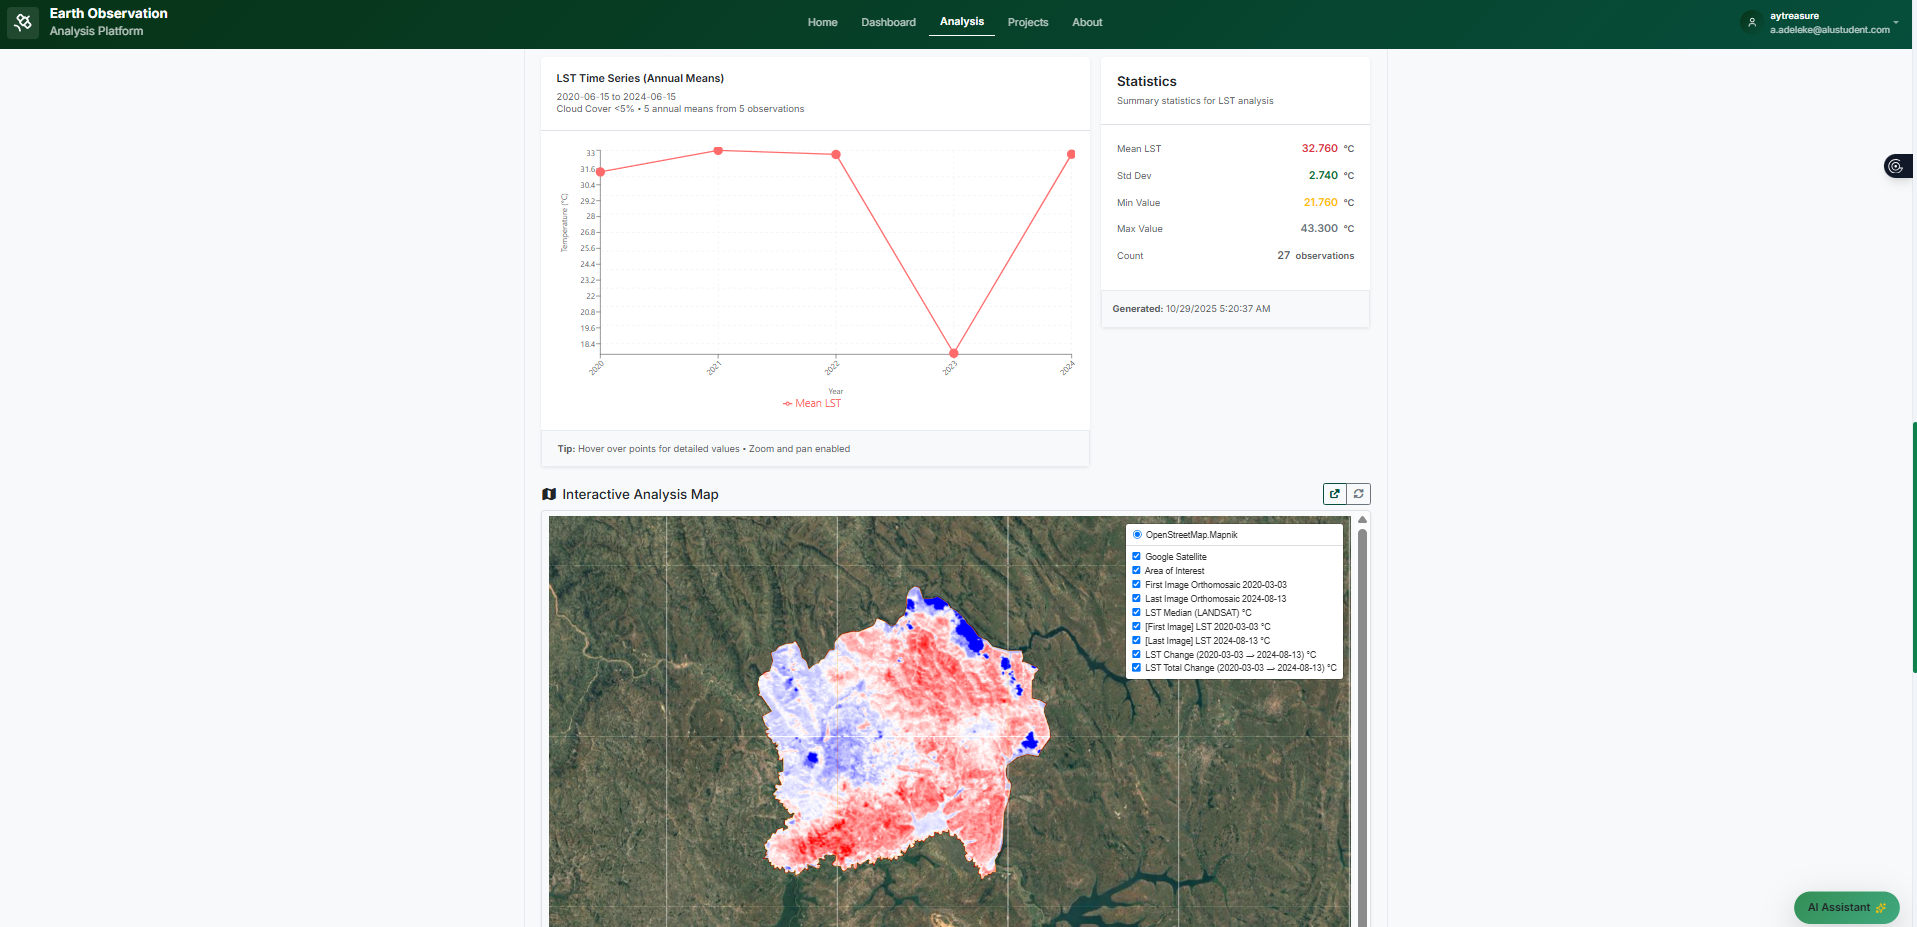 Earth Observation
Analysis Platform
Home
Dashboard
Analysis
Projects
About
aytreasure
a.adeleke@alustudent.com
LST Time Series (Annual Means)
2020-06-15 to 2024-06-15
Cloud Cover <5% • 5 annual means from 5 observations
33
31.6
30.4
29.2
28
26.8
25.6
24.4
23.2
22
20.8
19.6
18.4
Temperature (°C)
2020
2021
2022
2023
2024
Year
Mean LST
Tip: Hover over points for detailed values • Zoom and pan enabled
Statistics
Summary statistics for LST analysis
Mean LST 32.760 °C
Std Dev 2.740 °C
Min Value 21.760 °C
Max Value 43.300 °C
Count 27 observations
Generated: 10/29/2025 5:20:37 AM
Interactive Analysis Map
OpenStreetMap.Mapnik
Google Satellite
Area of Interest
First Image Orthomosaic 2020-03-03
Last Image Orthomosaic 2024-08-13
LST Median (LANDSAT) °C
[First Image] LST 2020-03-03 °C
[Last Image] LST 2024-08-13 °C
LST Change (2020-03-03 → 2024-08-13) °C
LST Total Change (2020-03-03 → 2024-08-13) °C
AI Assistant